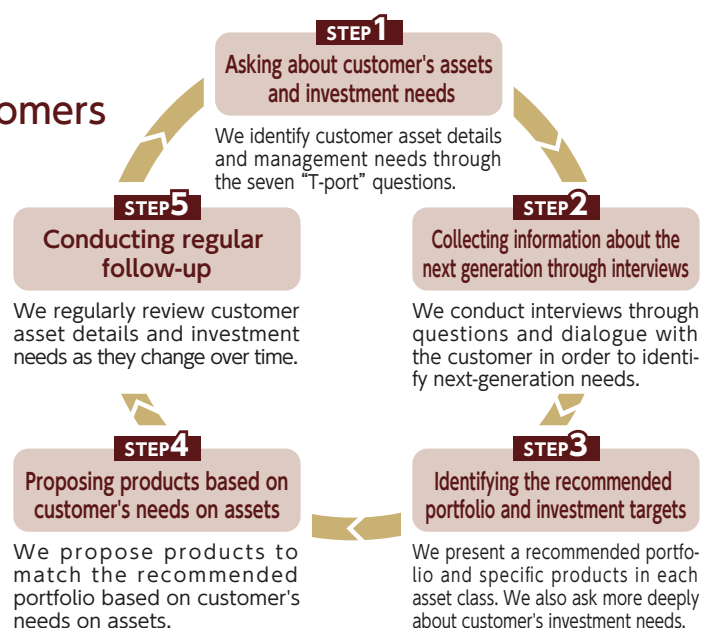 omers
STEP1
Asking about customer's assets
and investment needs
We identify customer asset details
and management needs through
the seven “T-port” questions.
STEP2
Collecting information about the
next generation through interviews
We conduct interviews through
questions and dialogue with
the customer in order to identi-
fy next-generation needs.
STEP3
Identifying the recommended
portfolio and investment targets
We present a recommended portfo-
lio and specific products in each
asset class. We also ask more deeply
about customer's investment needs.
STEP4
Proposing products based on
customer's needs on assets
We propose products to
match the recommended
portfolio based on customer's
needs on assets.
STEP5
Conducting regular
follow-up
We regularly review customer
asset details and investment
needs as they change over time.